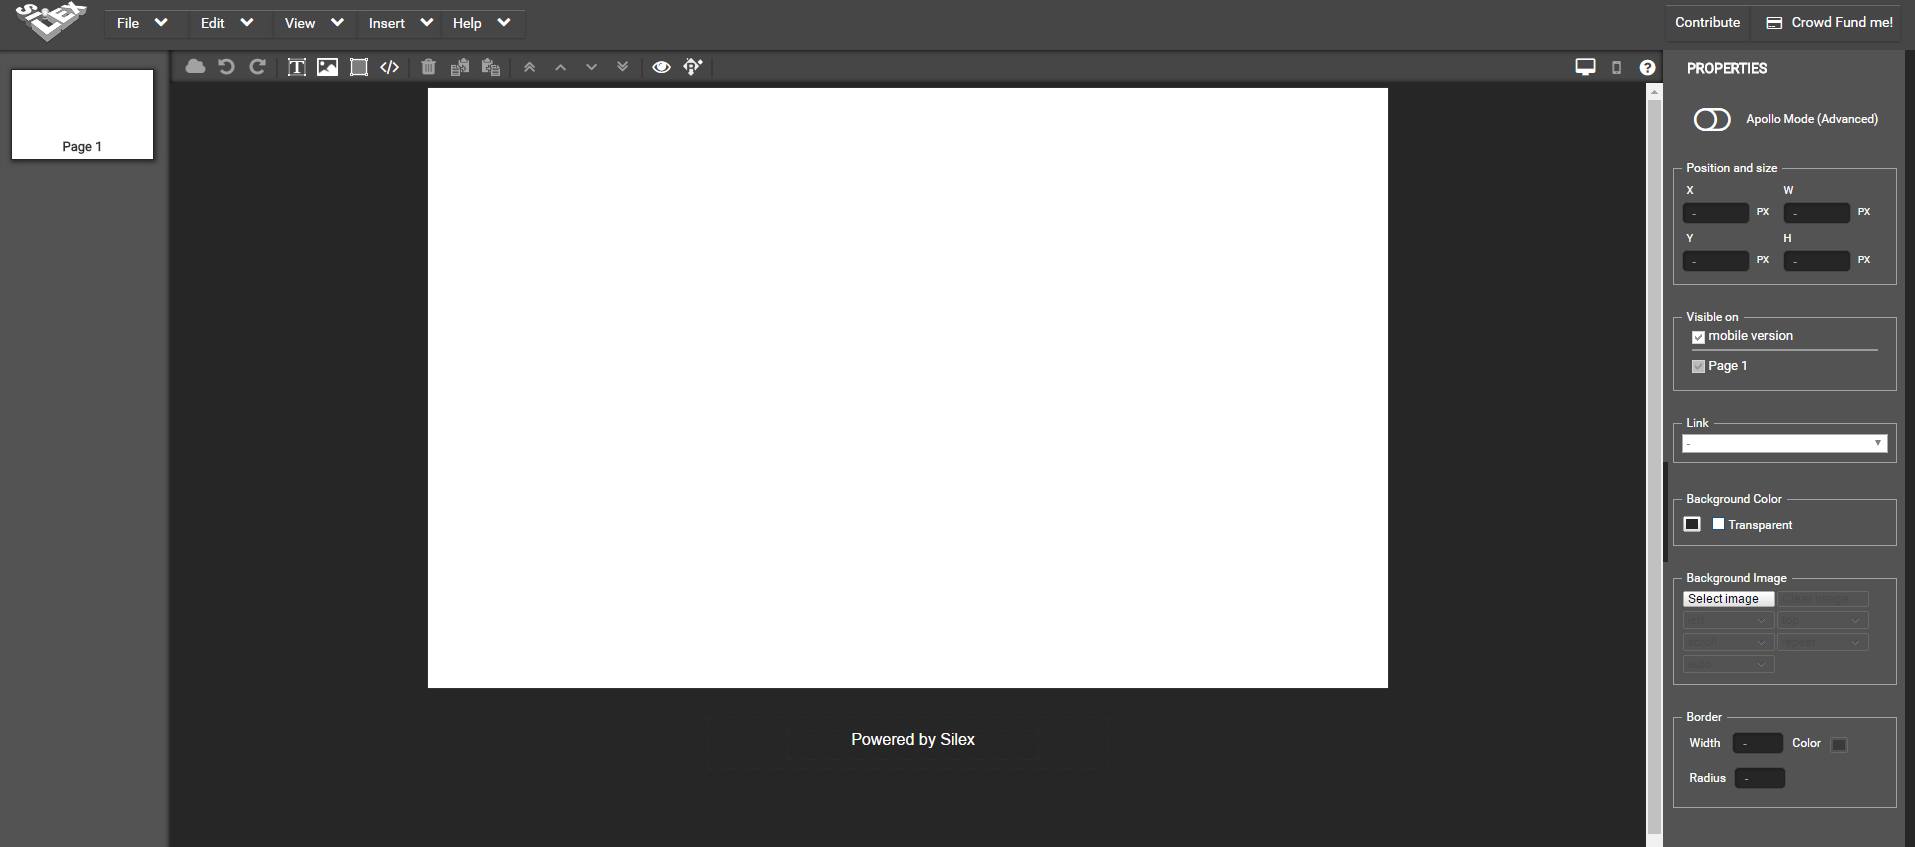 SILEX
File
Edit
View
Insert
Help
Contribute
Crowd Fund me!
Page 1
PROPERTIES
Apollo Mode (Advanced)
Position and size
X
W
- PX
- PX
Y
H
- PX
- PX
Visible on
mobile version
Page 1
Link
-
Background Color
Transparent
Background Image
Select image
top
Border
Width - Color
Radius -
Powered by Silex